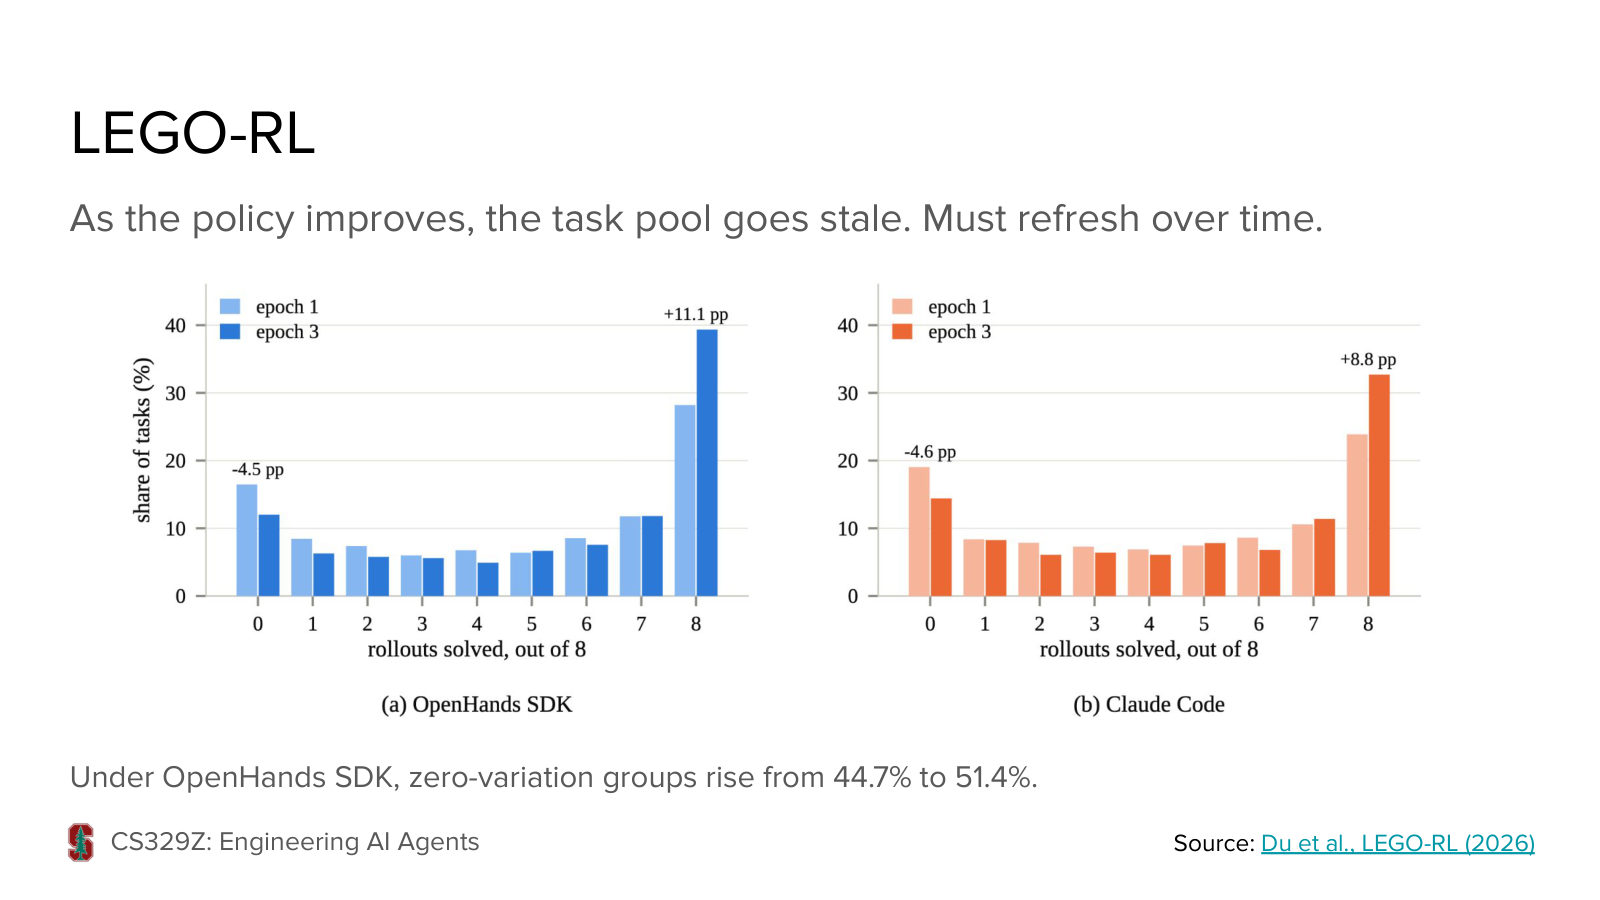 LEGO-RL
As the policy improves, the task pool goes stale. Must refresh over time.
epoch 1
epoch 3
share of tasks (%)
40
30
20
10
0
-4.5 pp
+11.1 pp
0 1 2 3 4 5 6 7 8
rollouts solved, out of 8
(a) OpenHands SDK
epoch 1
epoch 3
40
30
20
10
0
-4.6 pp
+8.8 pp
0 1 2 3 4 5 6 7 8
rollouts solved, out of 8
(b) Claude Code
Under OpenHands SDK, zero-variation groups rise from 44.7% to 51.4%.
CS329Z: Engineering AI Agents
Source: Du et al., LEGO-RL (2026)